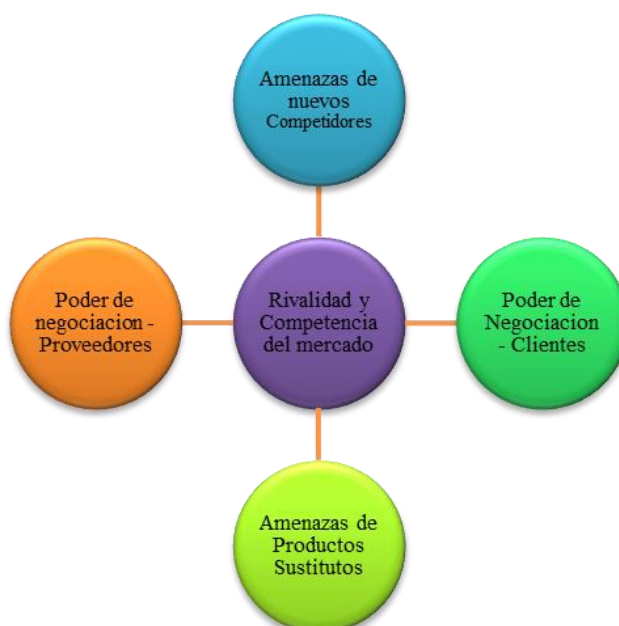 Amenazas de
nuevos
Competidores
Poder de
negociacion -
Proveedores
Rivalidad y
Competencia
del mercado
Poder de
Negociacion
- Clientes
Amenazas de
Productos
Sustitutos